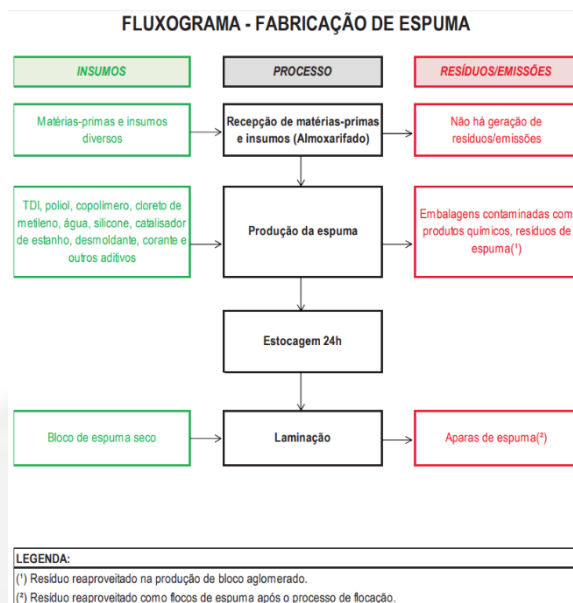 FLUXOGRAMA - FABRICAÇÃO DE ESPUMA
INSUMOS
PROCESSO
RESÍDUOS/EMISSÕES
Matérias-primas e insumos
diversos
Recepção de matérias-primas
e insumos (Almoxarifado)
Não há geração de
resíduos/emissões
TDI, poliol, copolímero, cloreto de
metileno, água, silicone, catalisador
de estanho, desmoldante, corante e
outros aditivos
Produção da espuma
Embalagens contaminadas com
produtos químicos, resíduos de
espuma(¹)
Estocagem 24h
Bloco de espuma seco
Laminação
Aparas de espuma(²)
LEGENDA:
(¹) Resíduo reaproveitado na produção de bloco aglomerado.
(²) Resíduo reaproveitado como flocos de espuma após o processo de flocação.